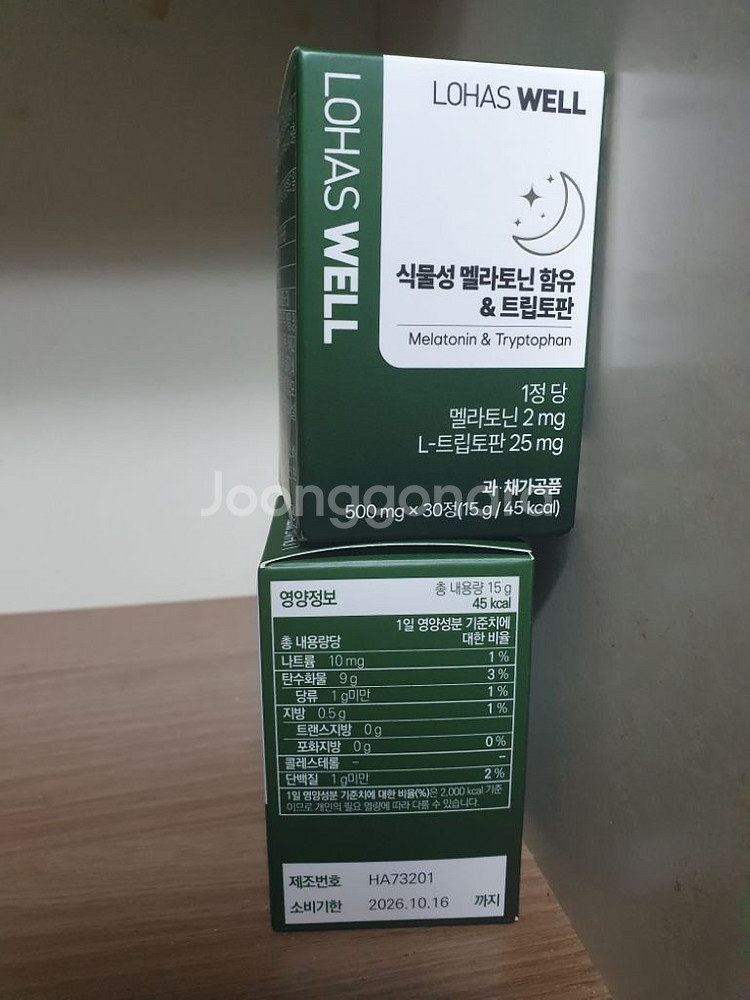 LOHAS WELL
LOHAS WELL
식물성 멜라토닌 함유
& 트립토판
Melatonin & Tryptophan
1정 당
멜라토닌 2 mg
L-트립토판 25 mg
과·채가공품
500 mg × 30정(15 g / 45 kcal)
Joonggonara
영양정보
총 내용량 15 g
45 kcal
총 내용량당 1일 영양성분 기준치에 대한 비율
나트륨 10 mg 1 %
탄수화물 9 g 3 %
당류 1 g미만 1 %
지방 0.5 g 1 %
트랜스지방 0 g
포화지방 0 g 0 %
콜레스테롤 - -
단백질 1 g미만 2 %
1일 영양성분 기준치에 대한 비율(%)은 2,000 kcal 기준
이므로 개인의 필요 열량에 따라 다를 수 있습니다.
제조번호 HA73201
소비기한 2026.10.16 까지